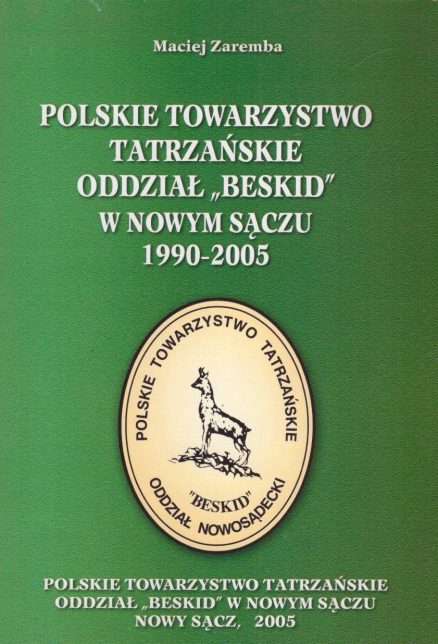 Maciej Zaremba
POLSKIE TOWARZYSTWO
TATRZAŃSKIE
ODDZIAŁ „BESKID”
W NOWYM SĄCZU
1990-2005
POLSKIE TOWARZYSTWO TATRZAŃSKIE
"BESKID"
ODDZIAŁ NOWOSĄDECKI
POLSKIE TOWARZYSTWO TATRZAŃSKIE
ODDZIAŁ „BESKID” W NOWYM SĄCZU
NOWY SĄCZ, 2005